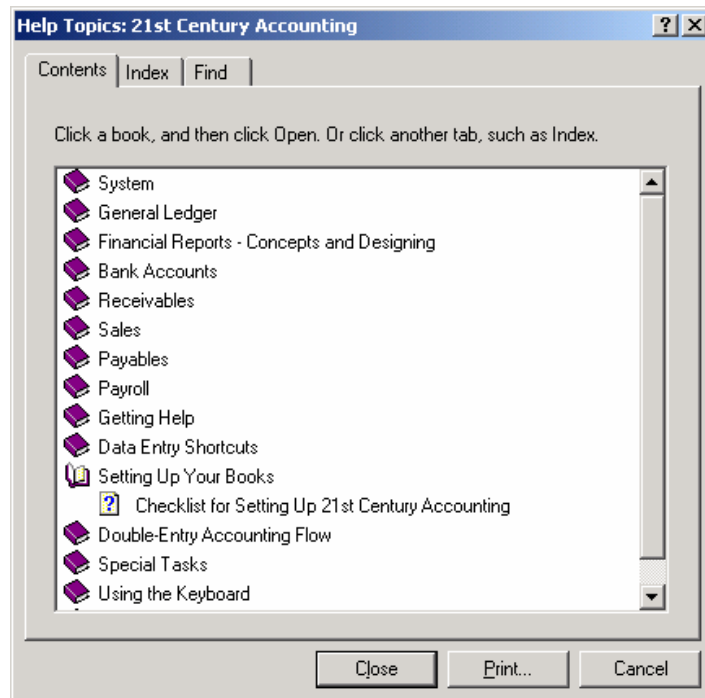 Help Topics: 21st Century Accounting
Contents Index Find
Click a book, and then click Open. Or click another tab, such as Index.
System
General Ledger
Financial Reports - Concepts and Designing
Bank Accounts
Receivables
Sales
Payables
Payroll
Getting Help
Data Entry Shortcuts
Setting Up Your Books
? Checklist for Setting Up 21st Century Accounting
Double-Entry Accounting Flow
Special Tasks
Using the Keyboard
Close Print... Cancel